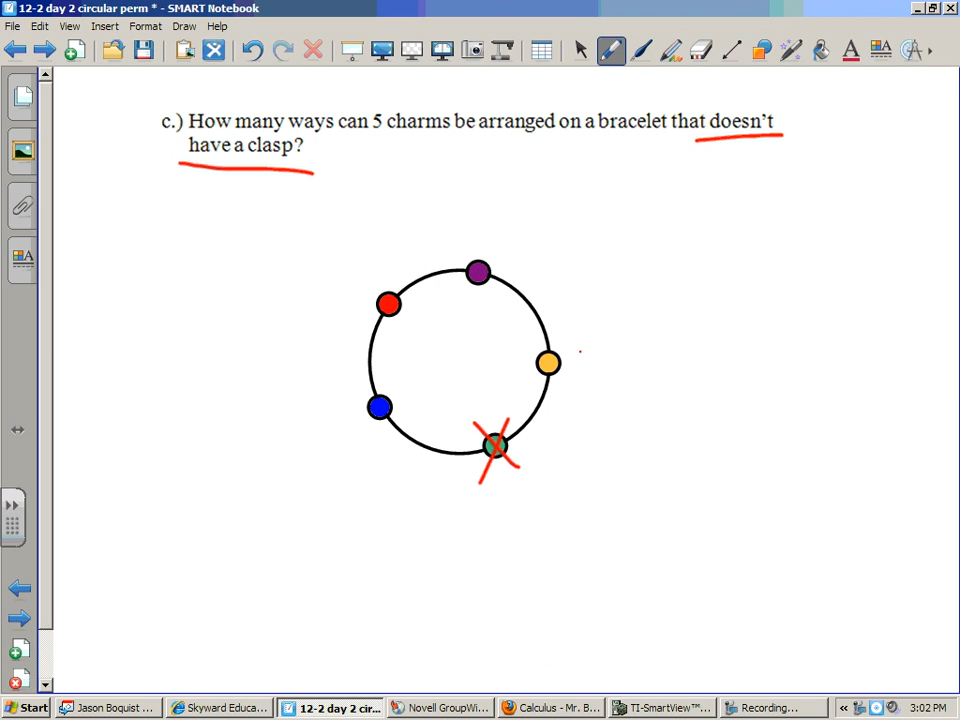 12-2 day 2 circular perm * - SMART Notebook
File Edit View Insert Format Draw Help
c.) How many ways can 5 charms be arranged on a bracelet that doesn't
have a clasp?
Start
Jason Boquist ...
Skyward Educa...
12-2 day 2 cir...
Novell GroupWi...
Calculus - Mr. B...
TI-SmartView™...
Recording...
3:02 PM